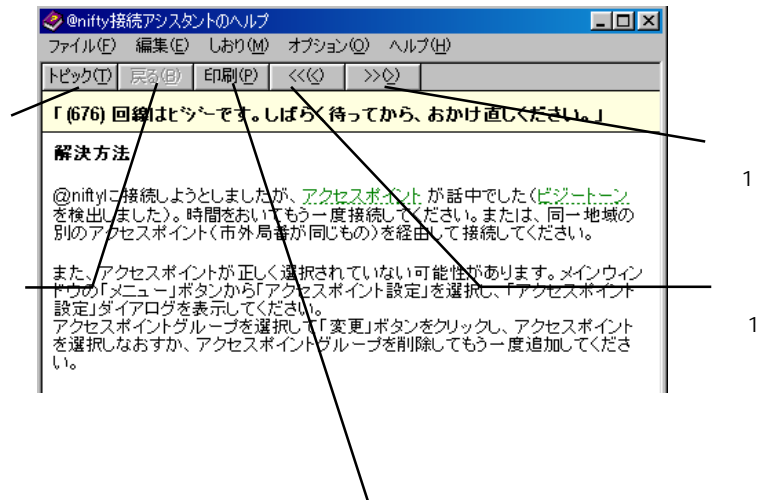 @nifty接続アシスタントのヘルプ
ファイル(F) 編集(E) しおり(M) オプション(O) ヘルプ(H)
トピック(T) 戻る(B) 印刷(P) <<(<) >>(>)
「 (676) 回線はビジーです。しばらく待ってから、おかけ直しください。」
解決方法
@niftyに接続しようとしましたが、アクセスポイント が話中でした(ビジートーン
を検出しました)。時間をおいてもう一度接続してください。または、同一地域の
別のアクセスポイント(市外局番が同じもの)を経由して接続してください。
また、アクセスポイントが正しく選択されていない可能性があります。メインウィン
ドウの「メニュー」ボタンから「アクセスポイント設定」を選択し、「アクセスポイント
設定」ダイアログを表示してください。
アクセスポイントグループを選択して「変更」ボタンをクリックし、アクセスポイント
を選択しなおすか、アクセスポイントグループを削除してもう一度追加してくださ
い。
1
1